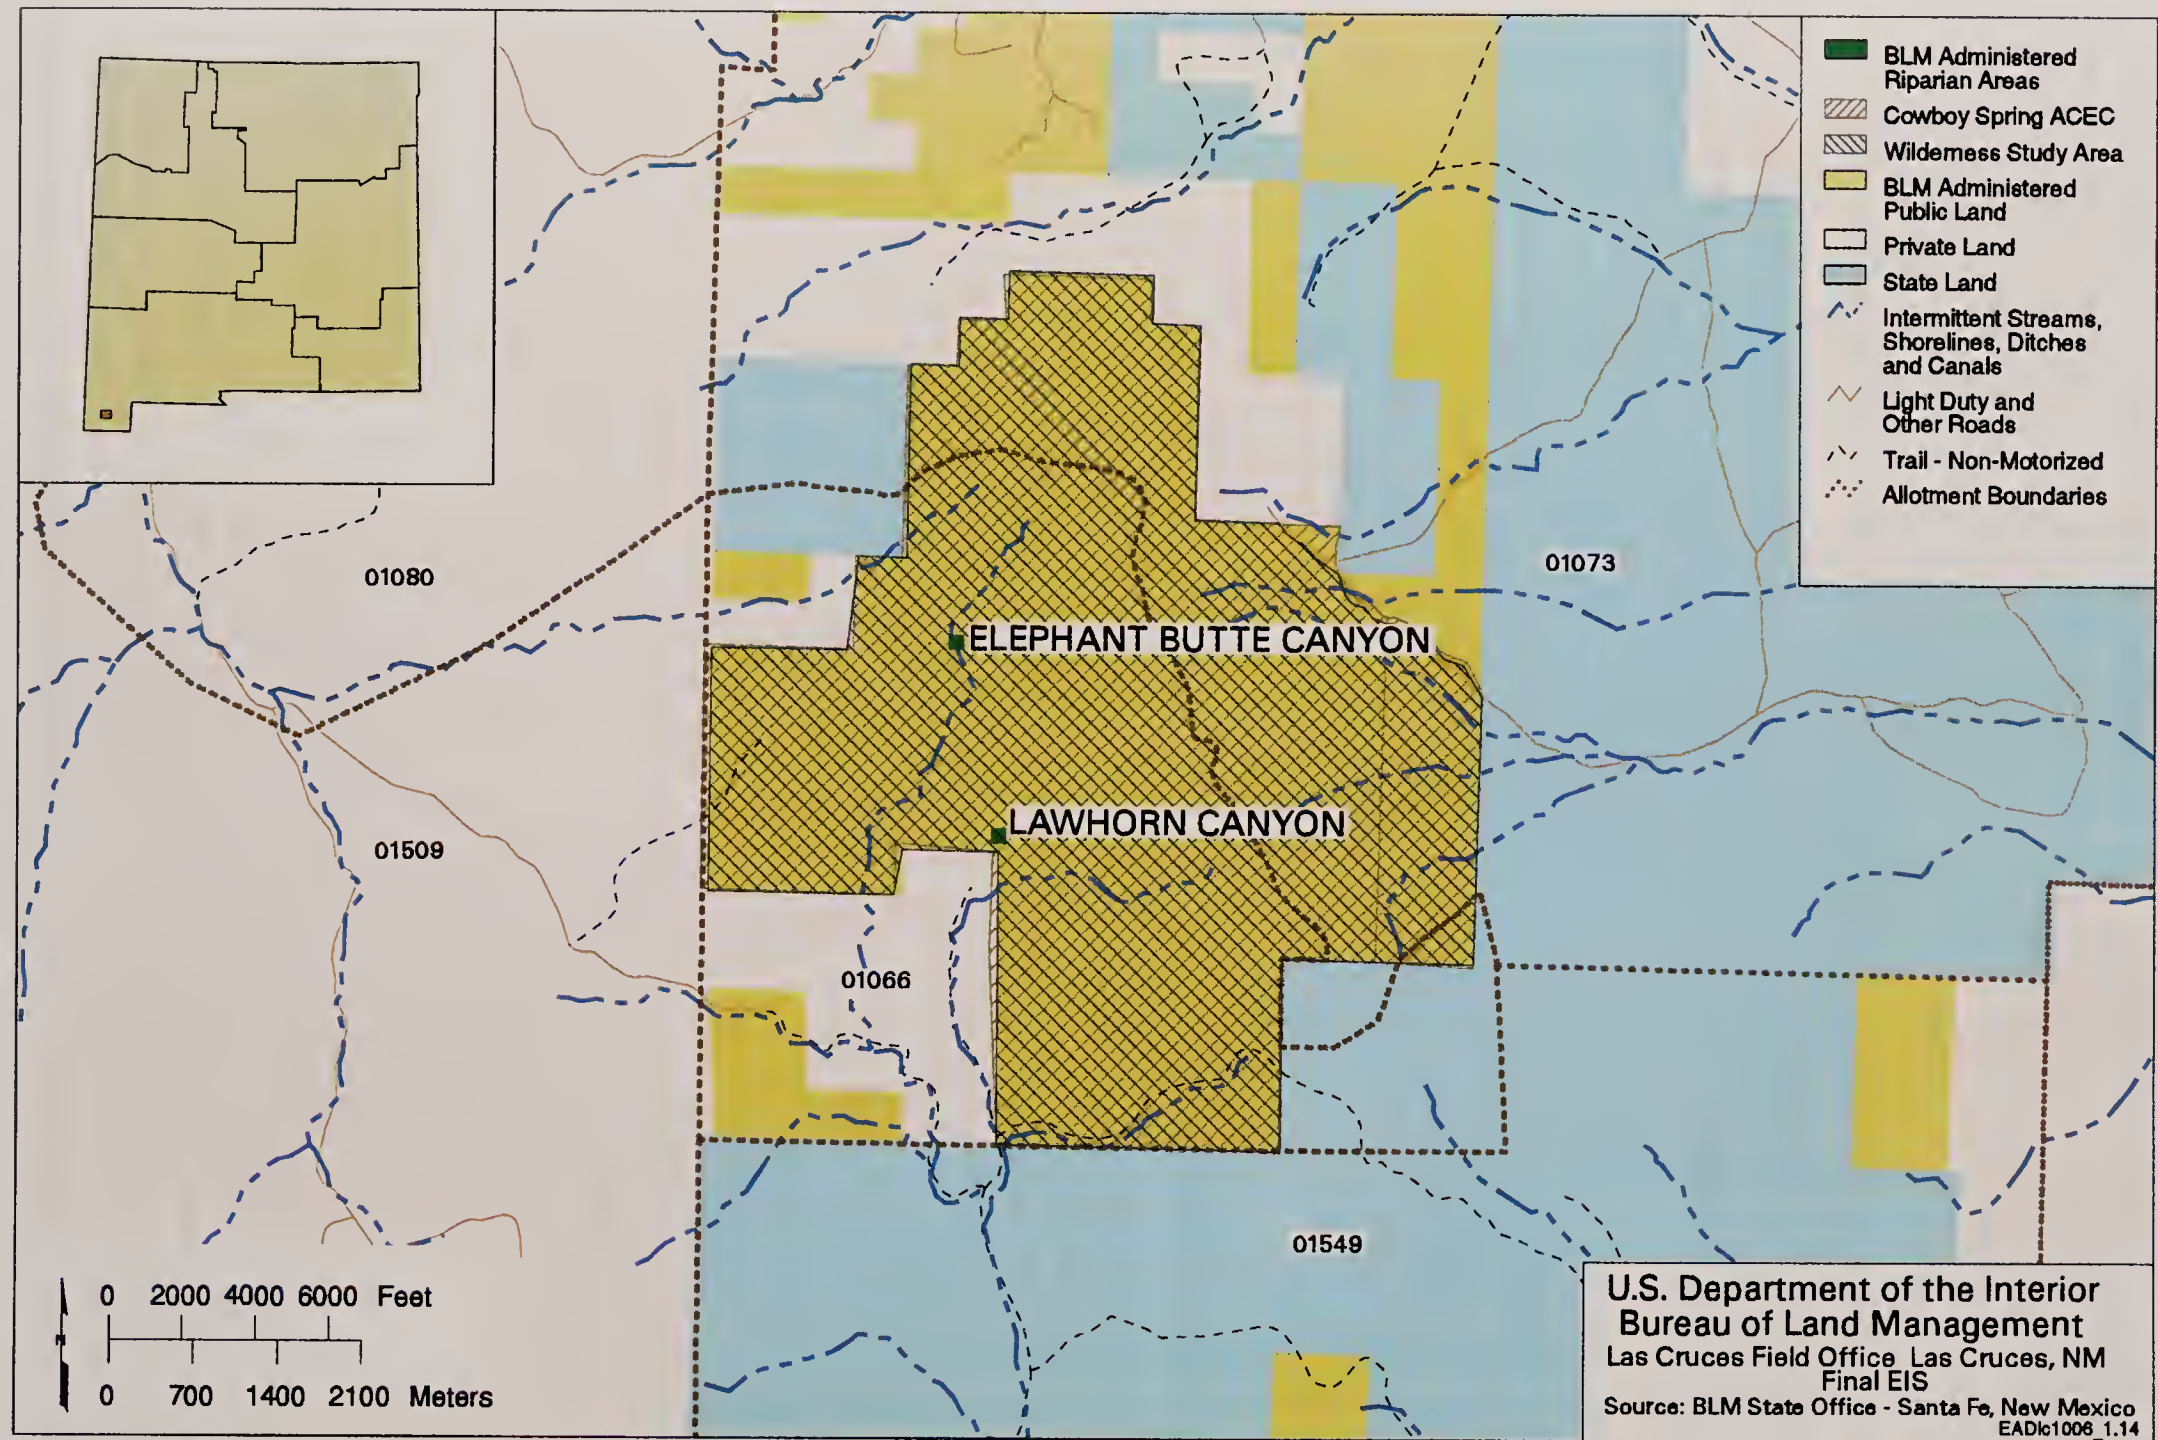 BLM Administered
Riparian Areas
Cowboy Spring ACEC
Wilderness Study Area
BLM Administered
Public Land
Private Land
State Land
Intermittent Streams,
Shorelines, Ditches
and Canals
Light Duty and
Other Roads
Trail - Non-Motorized
Allotment Boundaries
01080
01073
ELEPHANT BUTTE CANYON
LAWHORN CANYON
01509
01066
01549
0 2000 4000 6000 Feet
N
0 700 1400 2100 Meters
U.S. Department of the Interior
Bureau of Land Management
Las Cruces Field Office Las Cruces, NM
Final EIS
Source: BLM State Office - Santa Fe, New Mexico
EADlc1006_1.14